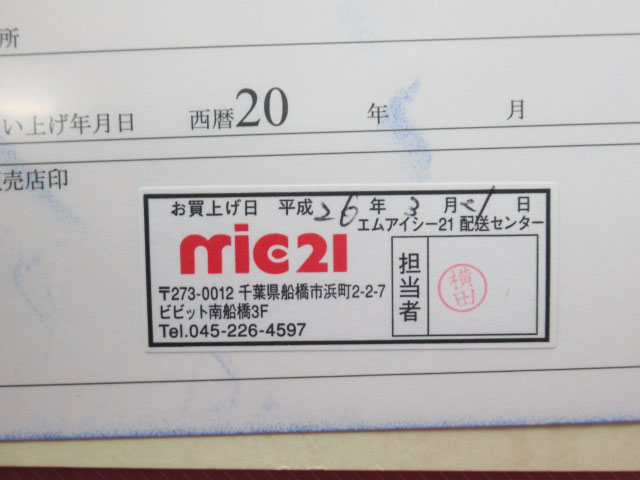 所
い上げ年月日 西暦20 年 月
売店印
お買上げ日 平成26年3月21日
エムアイシー21 配送センター
mic21
〒273-0012 千葉県船橋市浜町2-2-7
ビビット南船橋3F
Tel.045-226-4597
担当者
横田